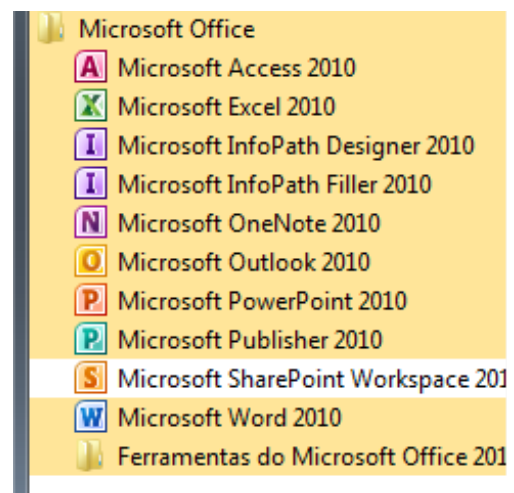 Microsoft Office
A Microsoft Access 2010
X Microsoft Excel 2010
I Microsoft InfoPath Designer 2010
I Microsoft InfoPath Filler 2010
N Microsoft OneNote 2010
O Microsoft Outlook 2010
P Microsoft PowerPoint 2010
P Microsoft Publisher 2010
S Microsoft SharePoint Workspace 201
W Microsoft Word 2010
Ferramentas do Microsoft Office 201